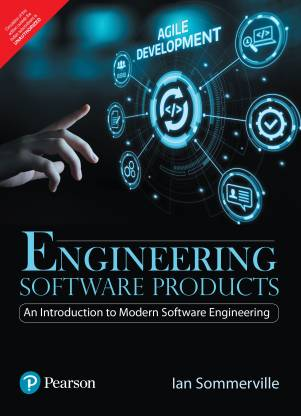 AGILE
DEVELOPMENT
ENGINEERING
SOFTWARE PRODUCTS
An Introduction to Modern Software Engineering
P Pearson
Ian Sommerville